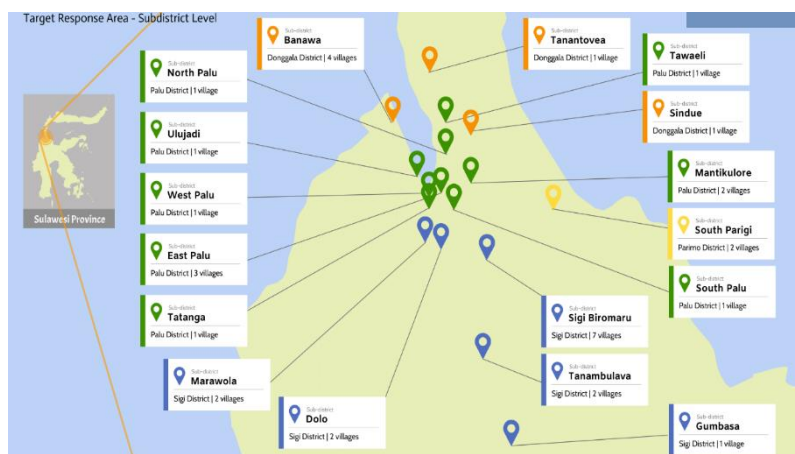 Target Response Area - Subdistrict Level
Sub-district
Banawa
Donggala District | 4 villages
Sub-district
Tanantovea
Donggala District | 1 village
Sub-district
North Palu
Palu District | 1 village
Sub-district
Tawaeli
Palu District | 1 village
Sub-district
Ulujadi
Palu District | 1 village
Sub-district
Sindue
Donggala District | 1 village
Sub-district
West Palu
Palu District | 1 village
Sub-district
Mantikulore
Palu District | 2 villages
Sulawesi Province
Sub-district
South Parigi
Parimo District | 2 villages
Sub-district
East Palu
Palu District | 3 villages
Sub-district
South Palu
Palu District | 1 village
Sub-district
Tatanga
Palu District | 1 village
Sub-district
Sigi Biromaru
Sigi District | 7 villages
Sub-district
Marawola
Sigi District | 2 villages
Sub-district
Tanambulava
Sigi District | 2 villages
Sub-district
Dolo
Sigi District | 2 villages
Sub-district
Gumbasa
Sigi District | 1 village